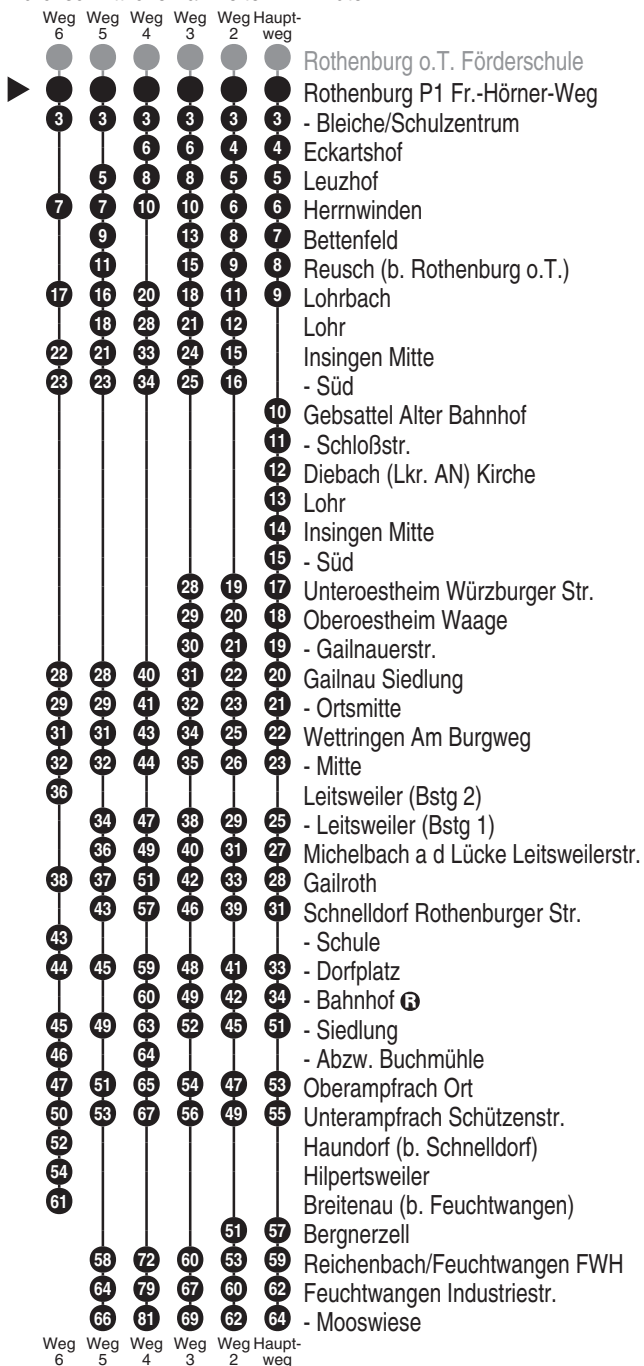 Weg Weg Weg Weg Weg Haupt-
6 5 4 3 2 weg
Rothenburg o.T. Förderschule
Rothenburg P1 Fr.-Hörner-Weg
3 3 3 3 3 3 - Bleiche/Schulzentrum
6 6 4 4 Eckartshof
5 8 8 5 5 Leuzhof
7 7 10 10 6 6 Herrnwinden
9 13 8 7 Bettenfeld
11 15 9 8 Reusch (b. Rothenburg o.T.)
17 16 20 18 11 9 Lohrbach
18 28 21 12 Lohr
22 21 33 24 15 Insingen Mitte
23 23 34 25 16 - Süd
10 Gebsattel Alter Bahnhof
11 - Schloßstr.
12 Diebach (Lkr. AN) Kirche
13 Lohr
14 Insingen Mitte
15 - Süd
28 19 17 Unteroestheim Würzburger Str.
29 20 18 Oberoestheim Waage
30 21 19 - Gailnauerstr.
28 28 40 31 22 20 Gailnau Siedlung
29 29 41 32 23 21 - Ortsmitte
31 31 43 34 25 22 Wettringen Am Burgweg
32 32 44 35 26 23 - Mitte
36 Leitsweiler (Bstg 2)
34 47 38 29 25 - Leitsweiler (Bstg 1)
36 49 40 31 27 Michelbach a d Lücke Leitsweilerstr.
38 37 51 42 33 28 Gailroth
43 57 46 39 31 Schnelldorf Rothenburger Str.
43 - Schule
44 45 59 48 41 33 - Dorfplatz
60 49 42 34 - Bahnhof R
45 49 63 52 45 51 - Siedlung
46 64 - Abzw. Buchmühle
47 51 65 54 47 53 Oberampfrach Ort
50 53 67 56 49 55 Unterampfrach Schützenstr.
52 Haundorf (b. Schnelldorf)
54 Hilpertsweiler
61 Breitenau (b. Feuchtwangen)
51 57 Bergnerzell
58 72 60 53 59 Reichenbach/Feuchtwangen FWH
64 79 67 60 62 Feuchtwangen Industriestr.
66 81 69 62 64 - Mooswiese
Weg Weg Weg Weg Weg Haupt-
6 5 4 3 2 weg